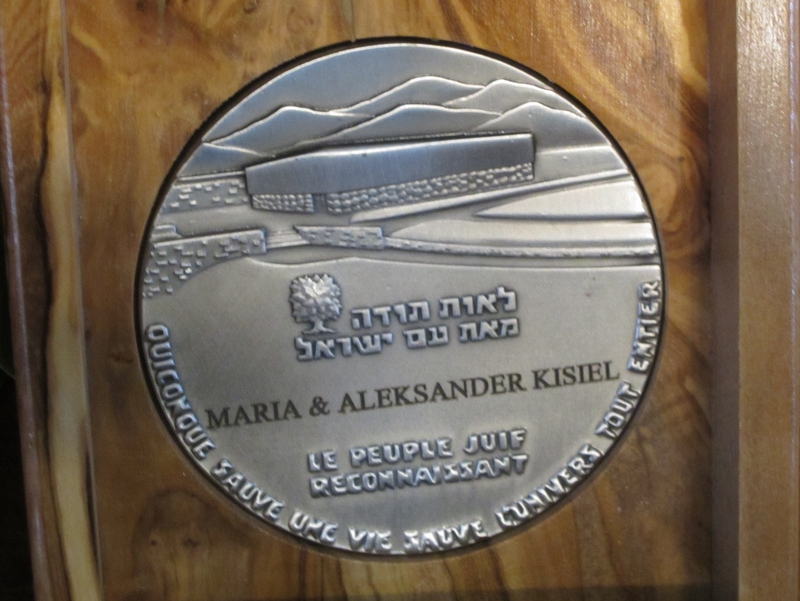 לאות תודה
מאת עם ישראל
MARIA & ALEKSANDER KISIEL
LE PEUPLE JUIF
RECONNAISSANT
QUICONQUE SAUVE UNE VIE SAUVE L'UNIVERS TOUT ENTIER